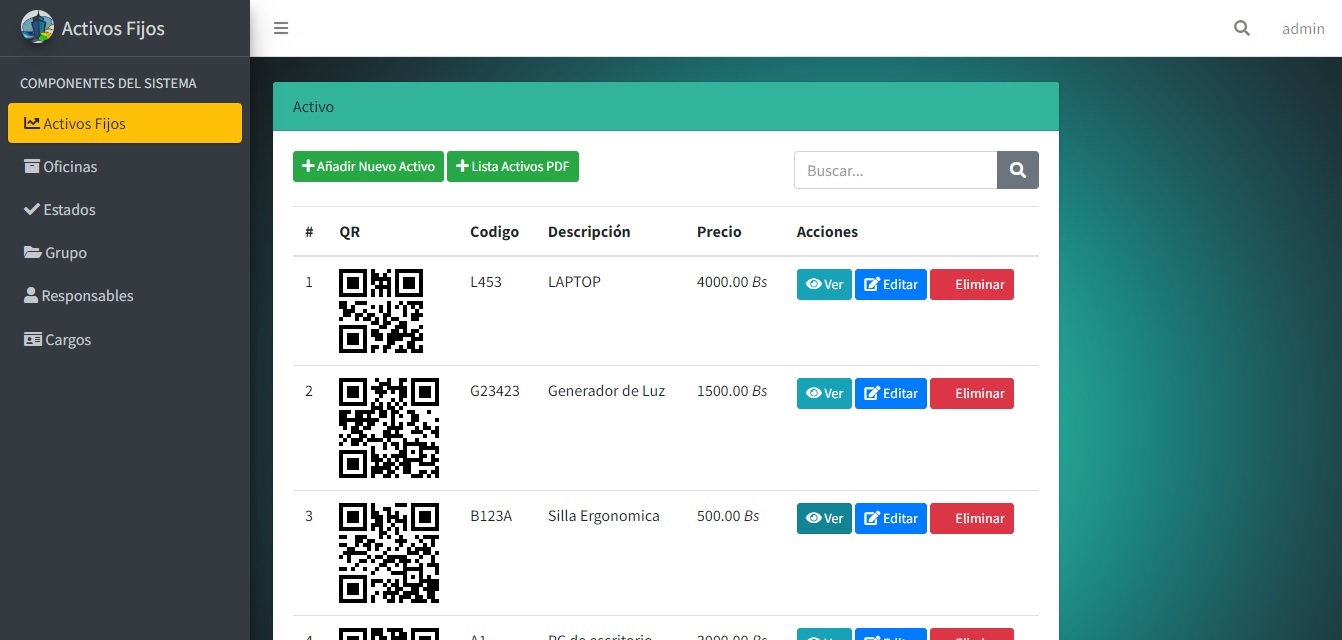 Activos Fijos
admin
COMPONENTES DEL SISTEMA
Activos Fijos
Oficinas
Estados
Grupo
Responsables
Cargos
Activo
Añadir Nuevo Activo
Lista Activos PDF
Buscar...
# QR Codigo Descripción Precio Acciones
1 L453 LAPTOP 4000.00 Bs Ver Editar Eliminar
2 G23423 Generador de Luz 1500.00 Bs Ver Editar Eliminar
3 B123A Silla Ergonomica 500.00 Bs Ver Editar Eliminar
4 A1 PC de escritorio Bs